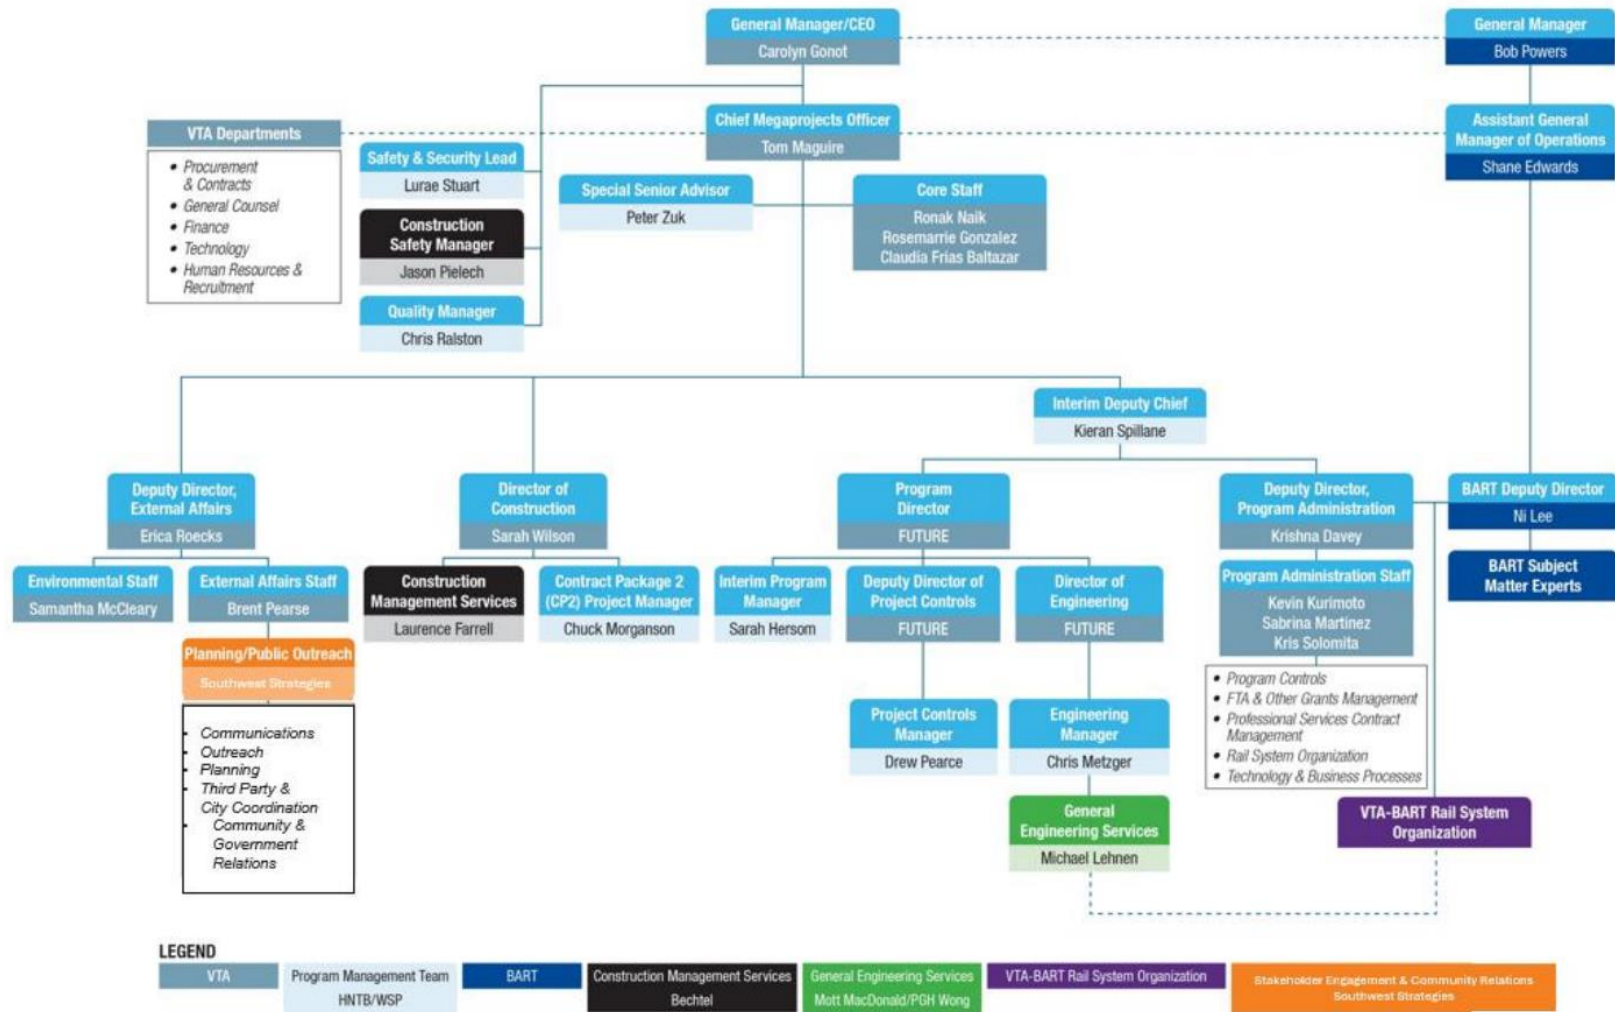 General Manager/CEO
Carolyn Gonot
General Manager
Bob Powers
VTA Departments
• Procurement
& Contracts
• General Counsel
• Finance
• Technology
• Human Resources &
Recruitment
Chief Megaprojects Officer
Tom Maguire
Assistant General
Manager of Operations
Shane Edwards
Safety & Security Lead
Lurae Stuart
Construction
Safety Manager
Jason Pielech
Quality Manager
Chris Ralston
Special Senior Advisor
Peter Zuk
Core Staff
Ronak Naik
Rosemarrie Gonzalez
Claudia Frias Baltazar
Interim Deputy Chief
Kieran Spillane
Deputy Director,
External Affairs
Erica Roecks
Director of
Construction
Sarah Wilson
Program
Director
FUTURE
Deputy Director,
Program Administration
Krishna Davey
BART Deputy Director
Ni Lee
Environmental Staff
Samantha McCleary
External Affairs Staff
Brent Pearse
Construction
Management Services
Laurence Farrell
Contract Package 2
(CP2) Project Manager
Chuck Morganson
Interim Program
Manager
Sarah Hersom
Deputy Director of
Project Controls
FUTURE
Director of
Engineering
FUTURE
Program Administration Staff
Kevin Kurimoto
Sabrina Martinez
Kris Solomita
BART Subject
Matter Experts
Planning/Public Outreach
Southwest Strategies
• Communications
• Outreach
• Planning
• Third Party &
City Coordination
• Community &
Government
Relations
Project Controls
Manager
Drew Pearce
Engineering
Manager
Chris Metzger
• Program Controls
• FTA & Other Grants Management
• Professional Services Contract
Management
• Rail System Organization
• Technology & Business Processes
General
Engineering Services
Michael Lehnen
VTA-BART Rail System
Organization
LEGEND
VTA
Program Management Team
HNTB/WSP
BART
Construction Management Services
Bechtel
General Engineering Services
Mott MacDonald/PGH Wong
VTA-BART Rail System Organization
Stakeholder Engagement & Community Relations
Southwest Strategies